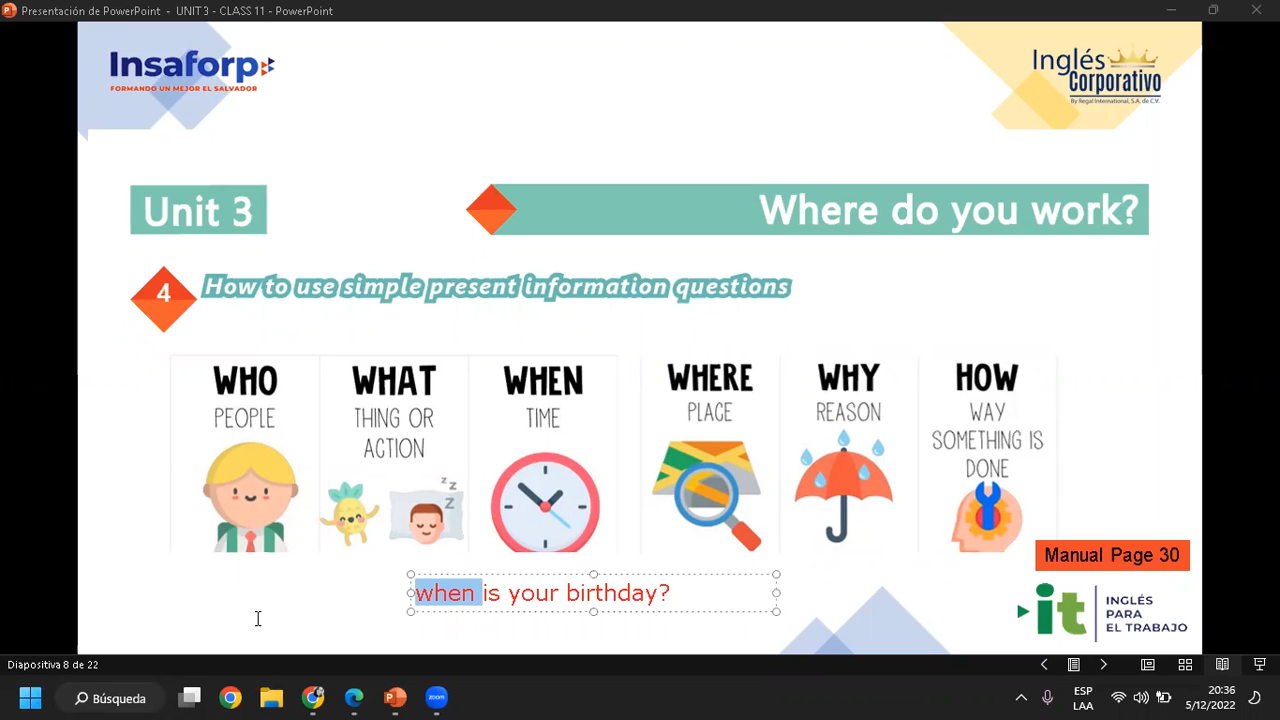 Presentación de PowerPoint - UNIT 3 - CLASS 11 - PowerPoint
Insaforp
FORMANDO UN MEJOR EL SALVADOR
Inglés
Corporativo
By Regal International, S.A. de C.V.
Unit 3
Where do you work?
4
How to use simple present information questions
WHO
PEOPLE
WHAT
THING OR
ACTION
WHEN
TIME
WHERE
PLACE
WHY
REASON
HOW
WAY
SOMETHING IS
DONE
z z
z
Manual Page 30
when is your birthday?
it
INGLÉS
PARA
EL TRABAJO
Diapositiva 8 de 22
Búsqueda
zoom
ESP
LAA
20:36
5/12/2022